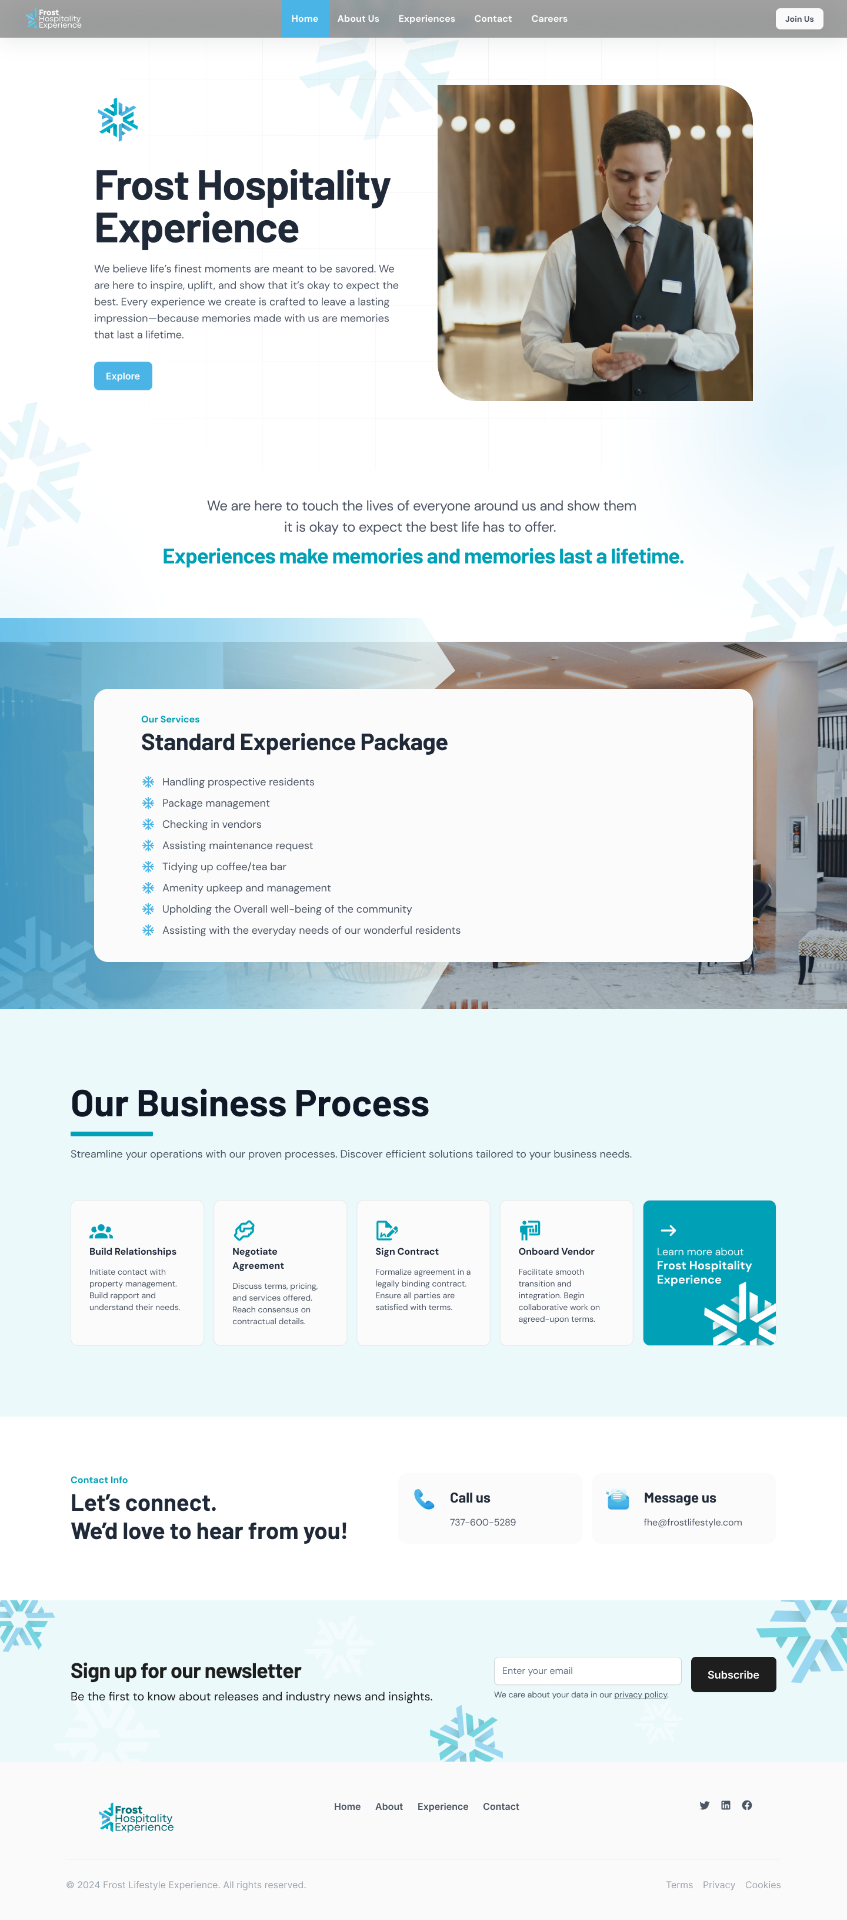 Frost
Hospitality
Experience
Home
About Us
Experiences
Contact
Careers
Join Us
Frost Hospitality
Experience
We believe life's finest moments are meant to be savored. We
are here to inspire, uplift, and show that it's okay to expect the
best. Every experience we create is crafted to leave a lasting
impression—because memories made with us are memories
that last a lifetime.
Explore
We are here to touch the lives of everyone around us and show them
it is okay to expect the best life has to offer.
Experiences make memories and memories last a lifetime.
Our Services
Standard Experience Package
Handling prospective residents
Package management
Checking in vendors
Assisting maintenance request
Tidying up coffee/tea bar
Amenity upkeep and management
Upholding the Overall well-being of the community
Assisting with the everyday needs of our wonderful residents
Our Business Process
Streamline your operations with our proven processes. Discover efficient solutions tailored to your business needs.
Build Relationships
Initiate contact with
property management.
Build rapport and
understand their needs.
Negotiate
Agreement
Discuss terms, pricing,
and services offered.
Reach consensus on
contractual details.
Sign Contract
Formalize agreement in a
legally binding contract.
Ensure all parties are
satisfied with terms.
Onboard Vendor
Facilitate smooth
transition and
integration. Begin
collaborative work on
agreed-upon terms.
Learn more about
Frost Hospitality
Experience
Contact Info
Let's connect.
We'd love to hear from you!
Call us
737-600-5289
Message us
fhe@frostlifestyle.com
Sign up for our newsletter
Be the first to know about releases and industry news and insights.
Enter your email
Subscribe
We care about your data in our privacy policy.
Frost
Hospitality
Experience
Home
About
Experience
Contact
© 2024 Frost Lifestyle Experience. All rights reserved.
Terms
Privacy
Cookies